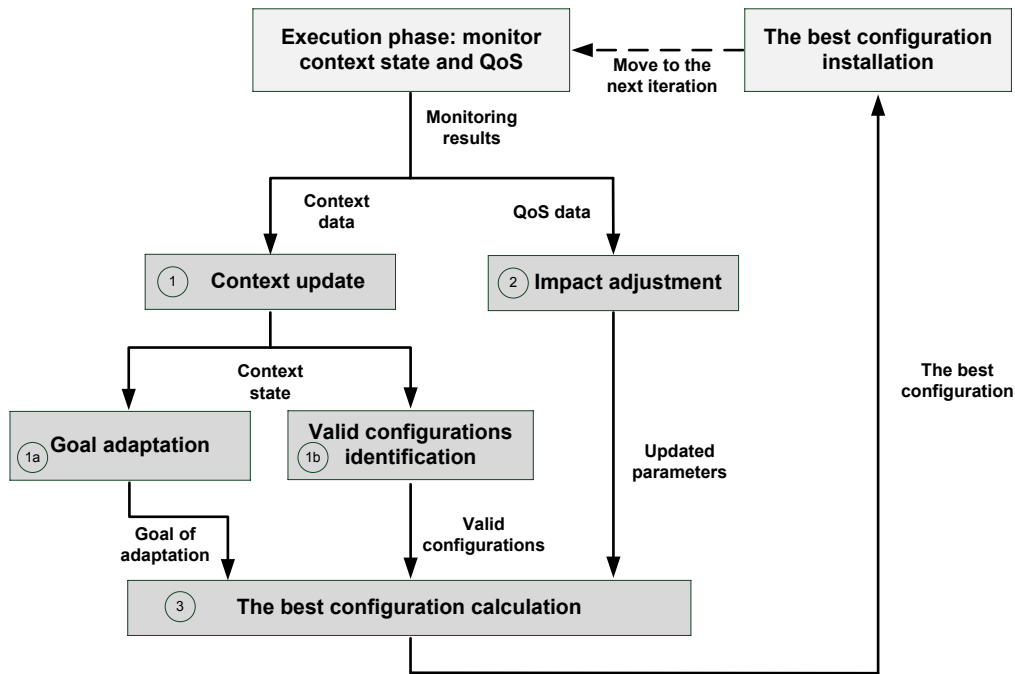 Execution phase: monitor
context state and QoS
The best configuration
installation
Move to the
next iteration
Monitoring
results
Context
data
QoS data
1 Context update
2 Impact adjustment
Context
state
The best
configuration
1a Goal adaptation
Valid configurations
1b identification
Updated
parameters
Goal of
adaptation
Valid
configurations
3 The best configuration calculation